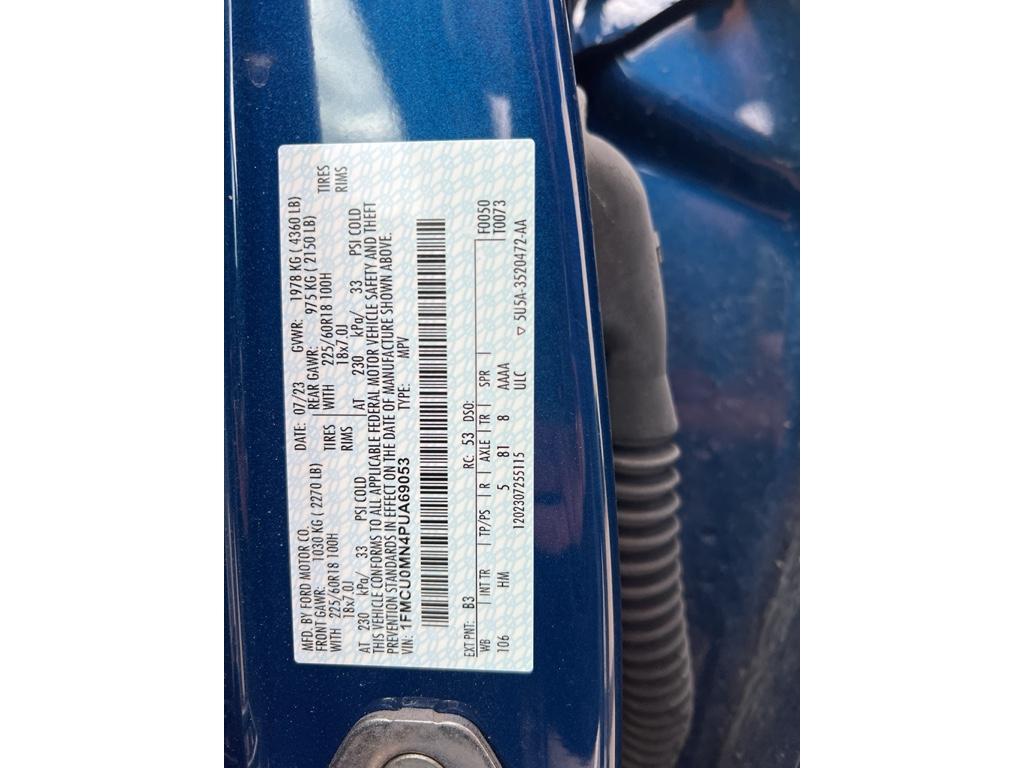 MFD. BY FORD MOTOR CO.
DATE: 07/23 GVWR: 1978 KG ( 4360 LB)
FRONT GAWR: 1030 KG ( 2270 LB)
REAR GAWR: 975 KG ( 2150 LB)
WITH 225/60R18 100H TIRES
WITH 225/60R18 100H TIRES
18x7.0J RIMS
18x7.0J RIMS
AT 230 kPa/ 33 PSI COLD
AT 230 kPa/ 33 PSI COLD
THIS VEHICLE CONFORMS TO ALL APPLICABLE FEDERAL MOTOR VEHICLE SAFETY AND THEFT
PREVENTION STANDARDS IN EFFECT ON THE DATE OF MANUFACTURE SHOWN ABOVE.
VIN: 1FMCU0MN4PUA69053 TYPE: MPV
EXT PNT: B3 RC: 53 DSO: F0050
WB INT TR TP/PS R AXLE TR SPR T0073
106 HM 5 81 8 AAAA
1202307255115 ULC ▽ 5U5A-3520472-AA